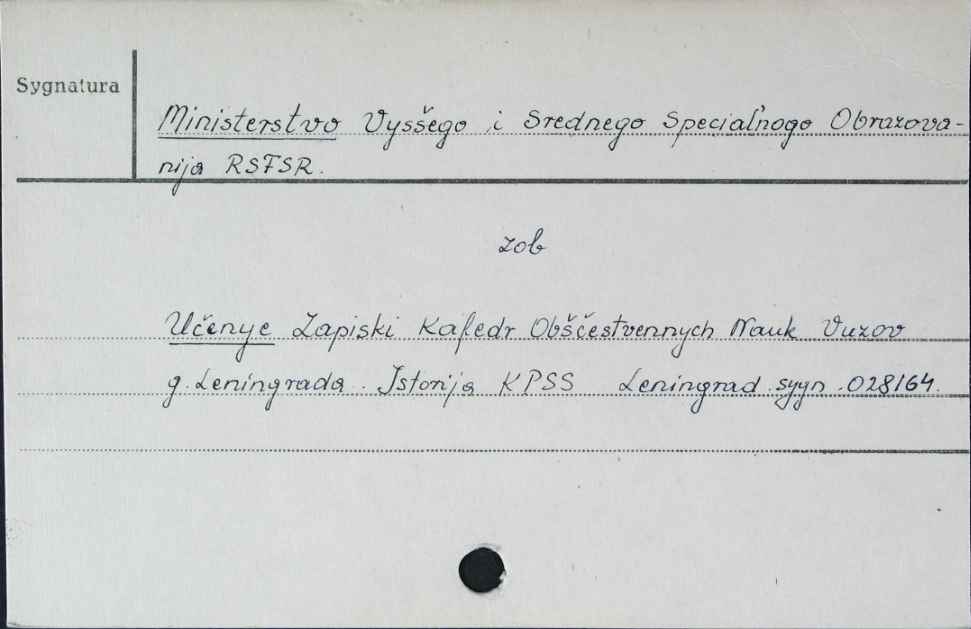 Sygnatura
Ministerstvo Vysšego i Srednego Special'nogo Obrazova-
nija RSFSR.
zob
Učenye Zapiski Kafedr Obščestvennych Nauk Vuzov
g. Leningrada. Istorija KPSS Leningrad sygn. 028164.